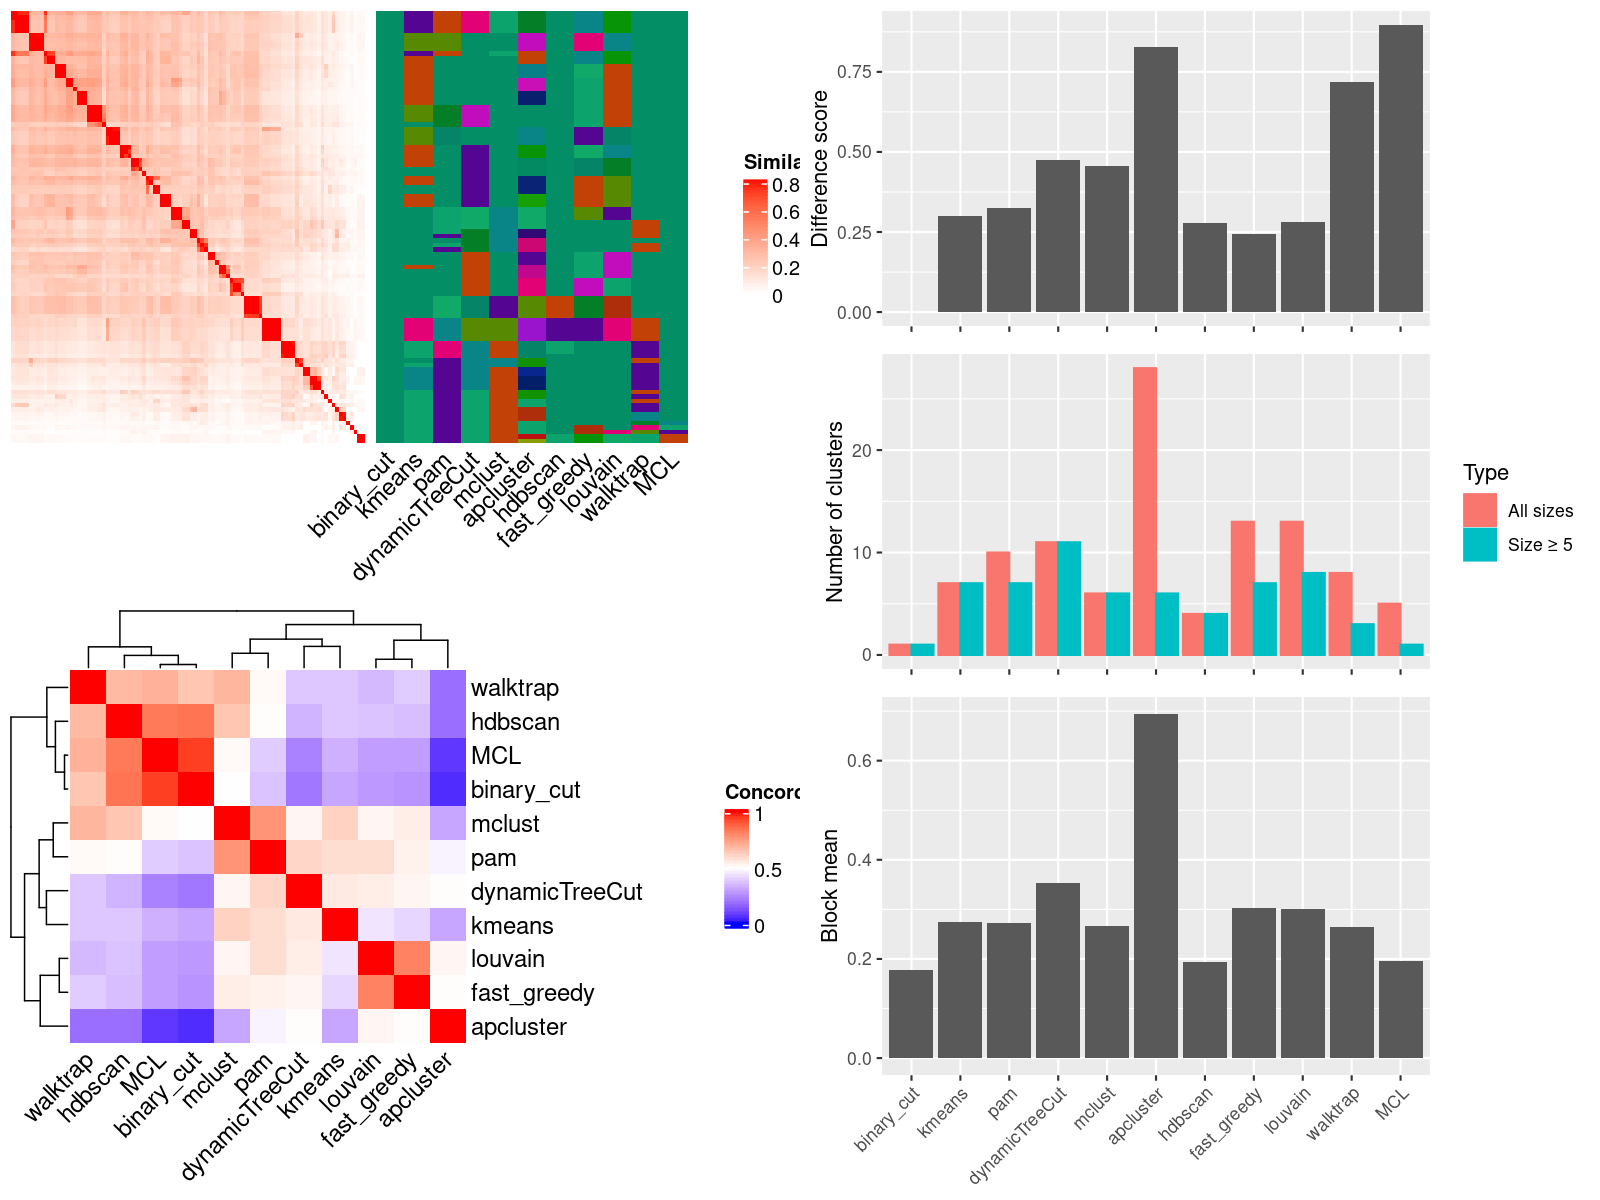 Simila
0.8
0.6
0.4
0.2
0
binary_cut
kmeans
pam
dynamicTreeCut
mclust
apcluster
hdbscan
fast_greedy
louvain
walktrap
MCL
walktrap
hdbscan
MCL
binary_cut
mclust
pam
dynamicTreeCut
kmeans
louvain
fast_greedy
apcluster
walktrap
hdbscan
MCL
binary_cut
mclust
pam
dynamicTreeCut
kmeans
louvain
fast_greedy
apcluster
Concord
1
0.5
0
Difference score
0.75
0.50
0.25
0.00
Number of clusters
20
10
0
Type
All sizes
Size ≥ 5
Block mean
0.6
0.4
0.2
0.0
binary_cut
kmeans
pam
dynamicTreeCut
mclust
apcluster
hdbscan
fast_greedy
louvain
walktrap
MCL